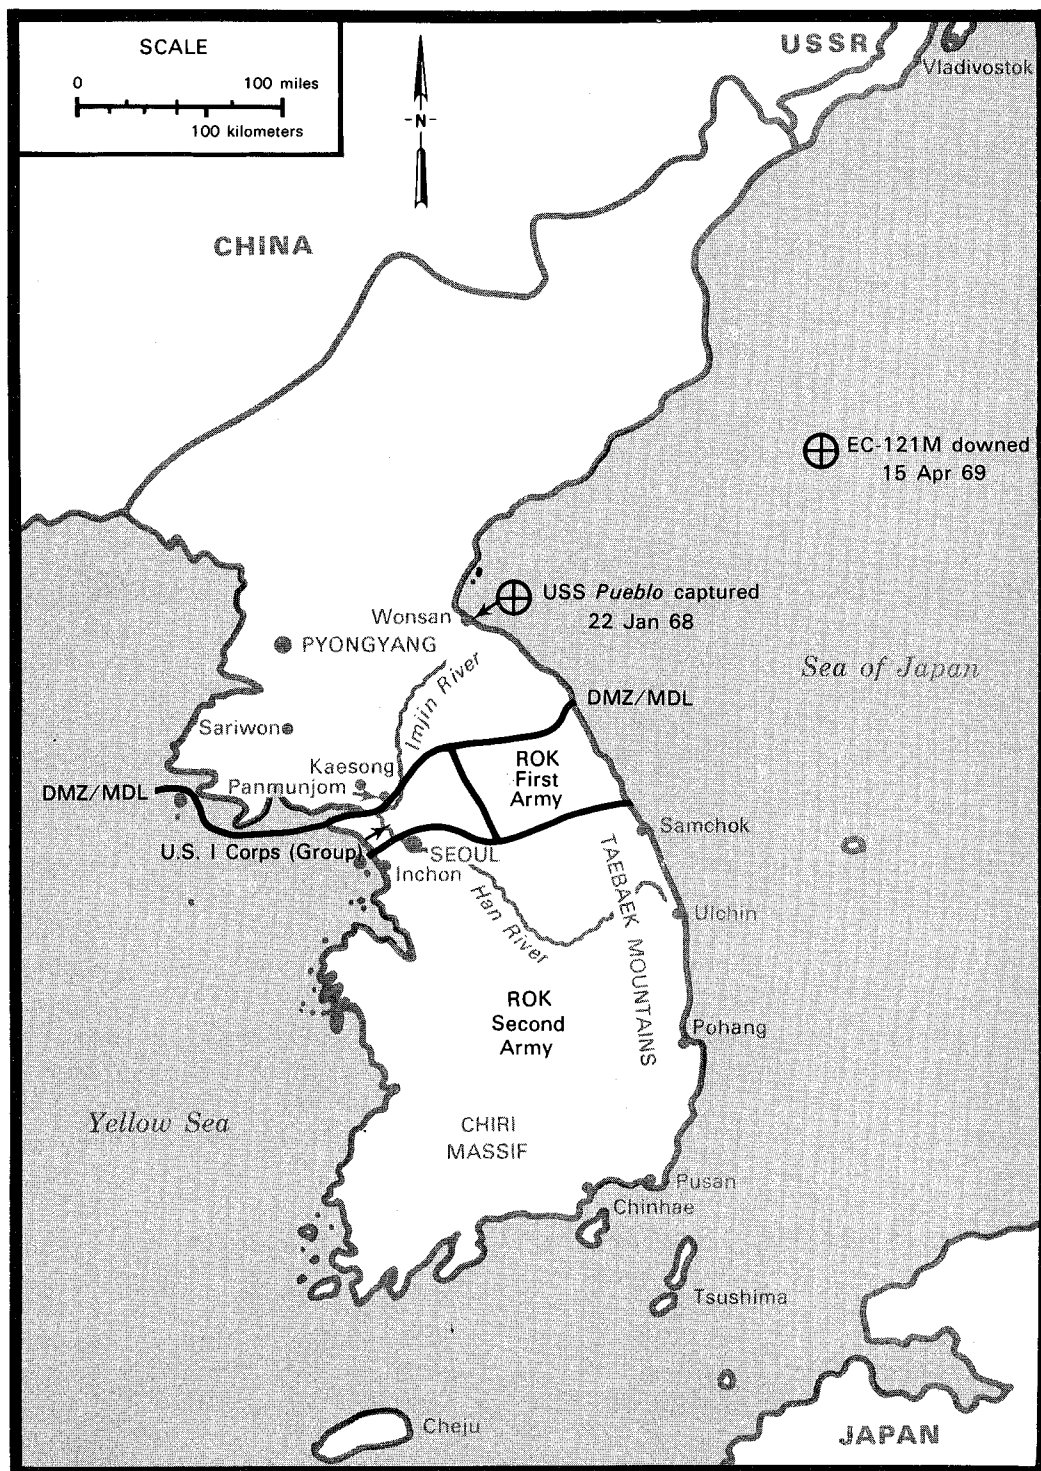 SCALE
0 100 miles
100 kilometers
-N-
USSR
Vladivostok
CHINA
EC-121M downed
15 Apr 69
USS Pueblo captured
22 Jan 68
Wonsan
PYONGYANG
Imjin River
Sea of Japan
DMZ/MDL
Sariwon
ROK
First
Army
Kaesong
Panmunjom
DMZ/MDL
Samchok
U.S. I Corps (Group)
SEOUL
Inchon
TAEBAEK MOUNTAINS
Han River
Ulchin
ROK
Second
Army
Pohang
Yellow Sea
CHIRI
MASSIF
Pusan
Chinhae
Tsushima
Cheju
JAPAN